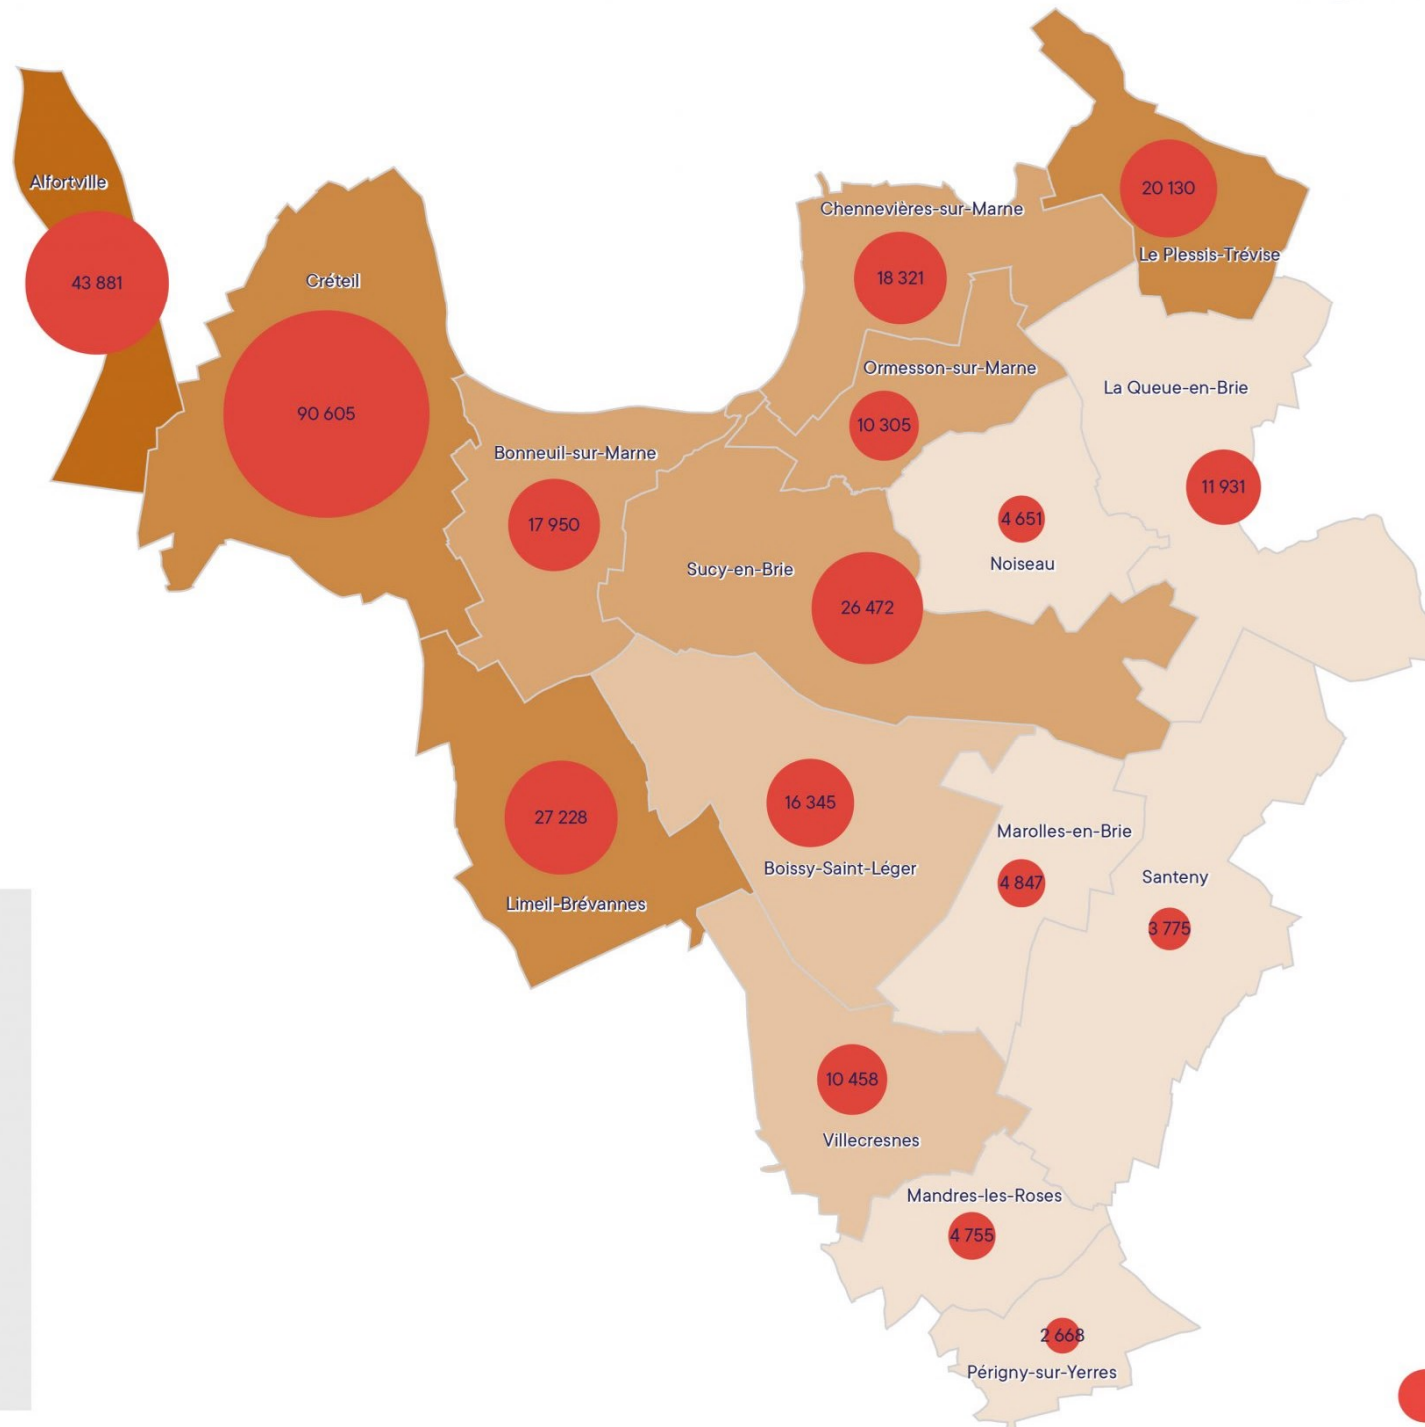 Alfortville
43 881
Créteil
90 605
Chennevières-sur-Marne
18 321
20 130
Le Plessis-Trévise
Ormesson-sur-Marne
10 305
La Queue-en-Brie
11 931
Bonneuil-sur-Marne
17 950
4 651
Noiseau
Sucy-en-Brie
26 472
27 228
Limeil-Brévannes
16 345
Boissy-Saint-Léger
Marolles-en-Brie
4 847
Santeny
3 775
10 458
Villecresnes
Mandres-les-Roses
4 755
2 668
Périgny-sur-Yerres